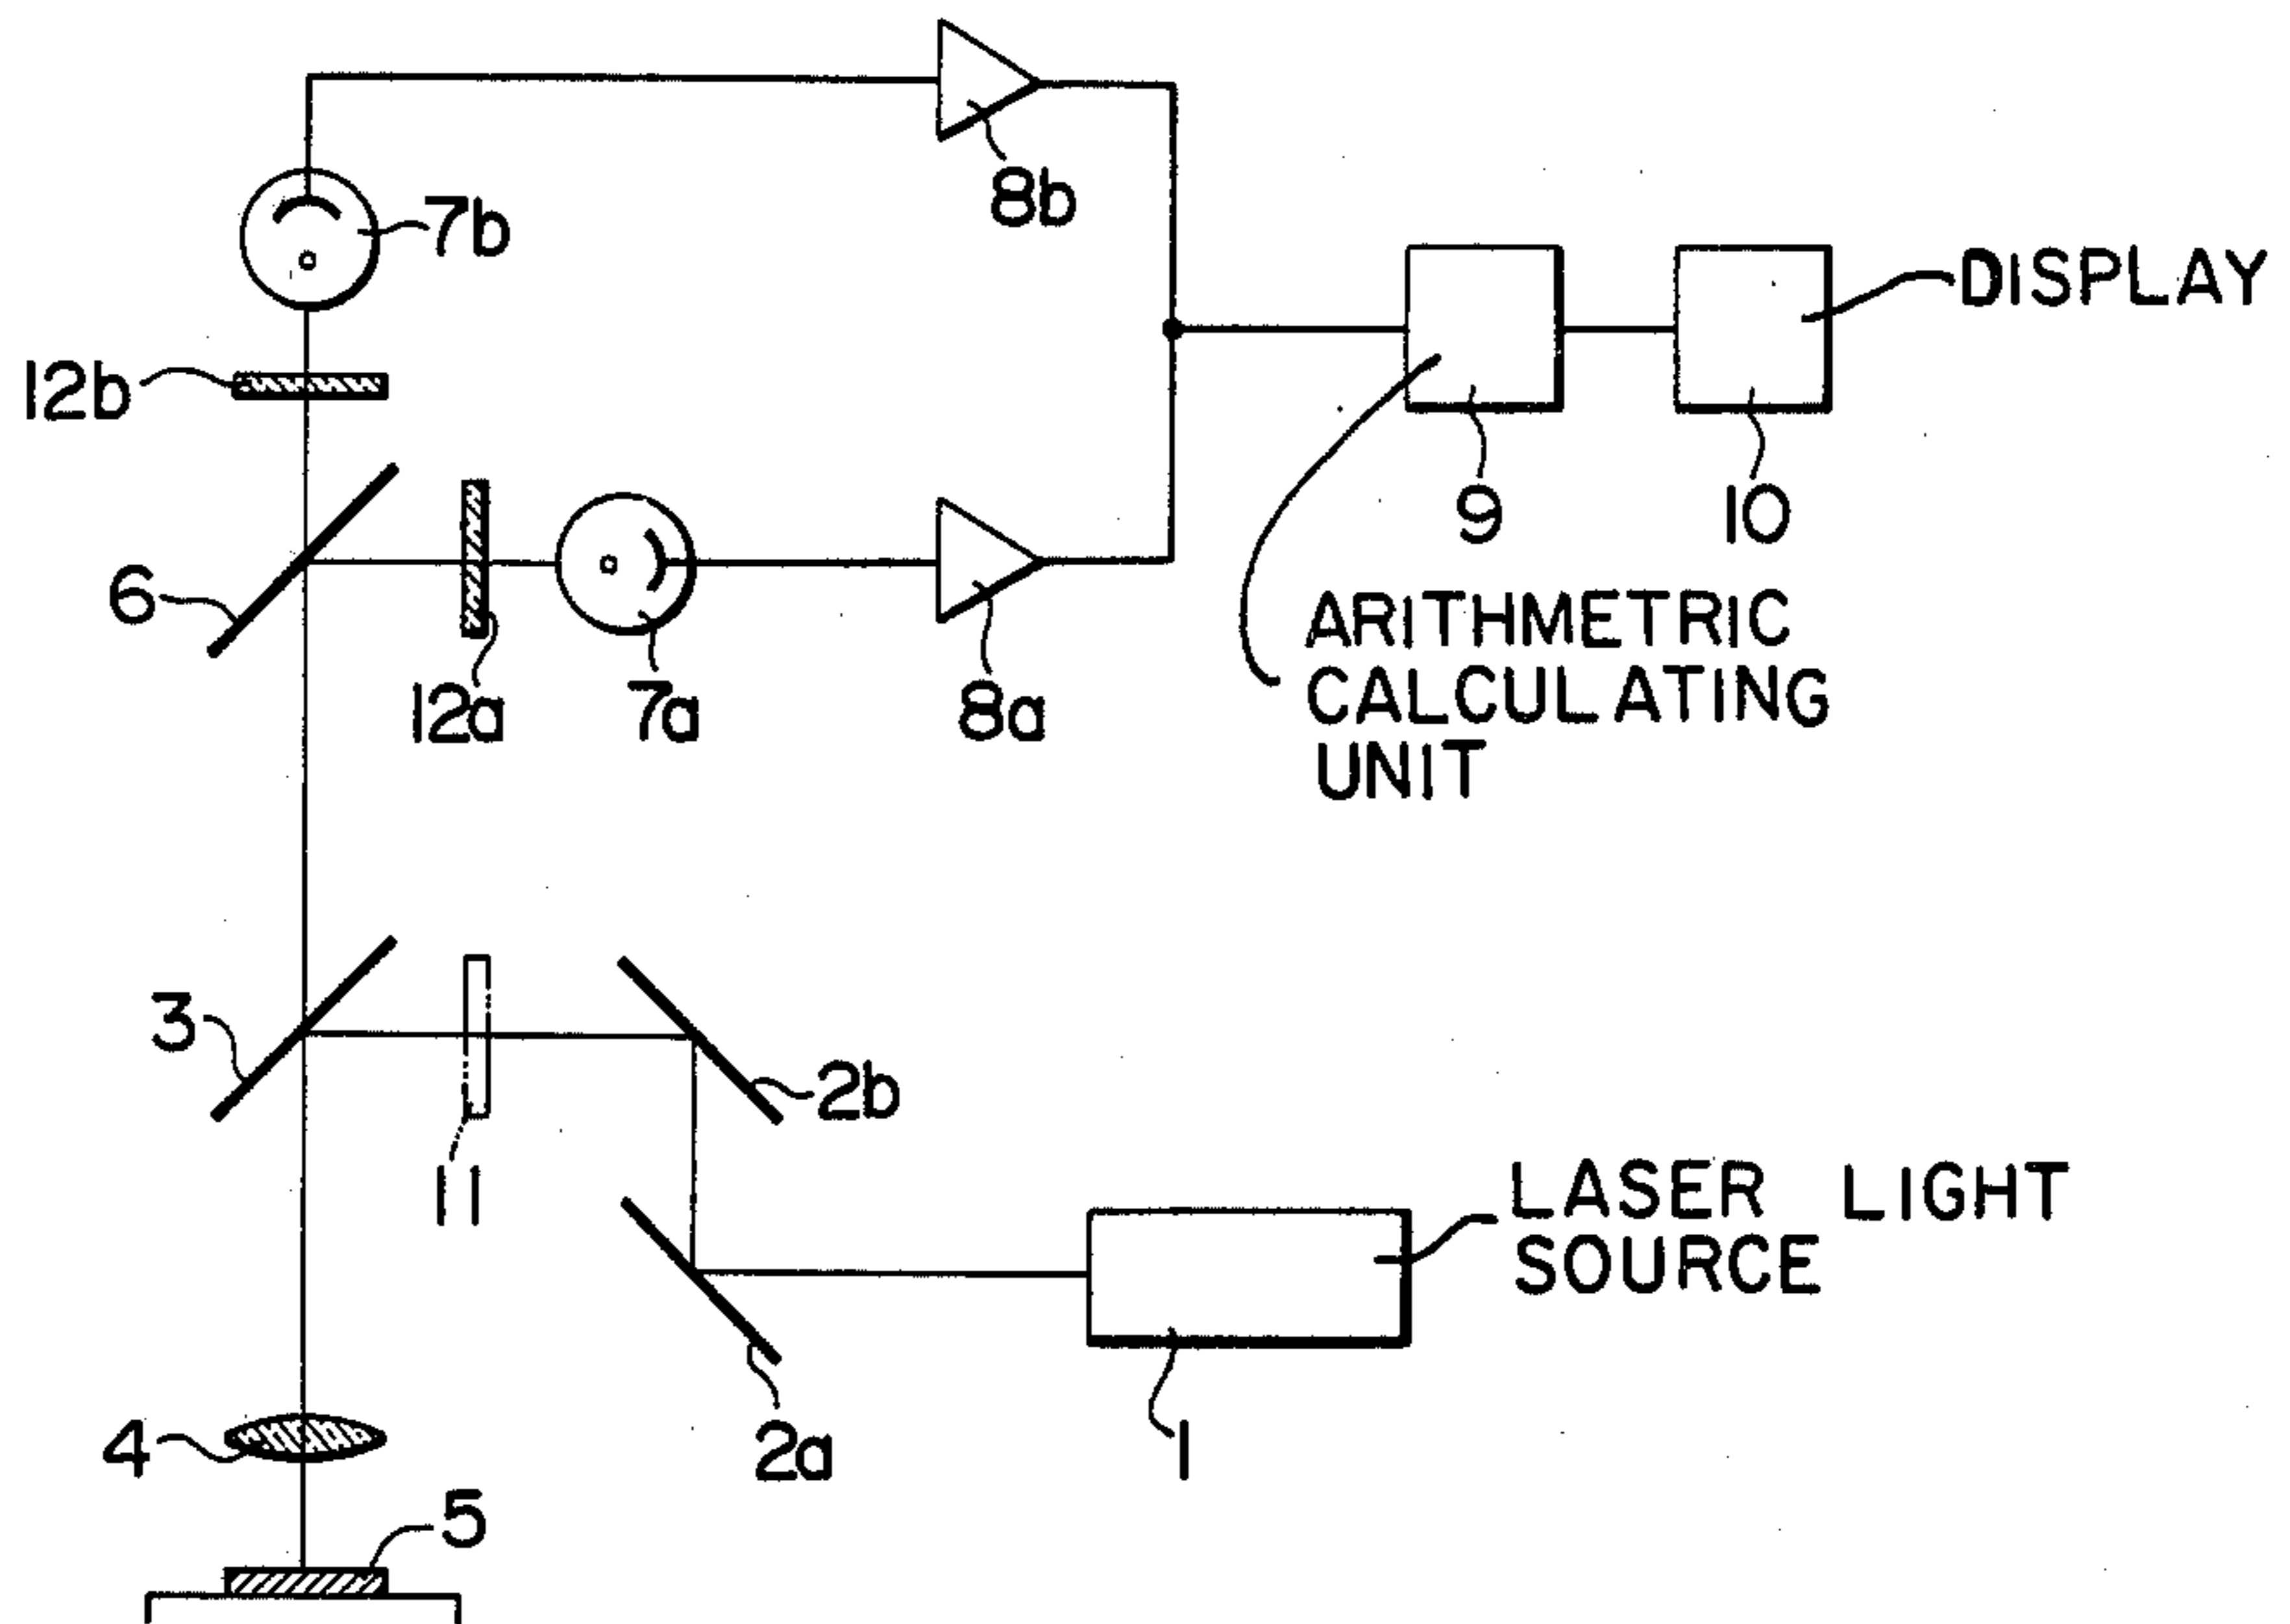 8b
7b
DISPLAY
12b
9
10
6
ARITHMETRIC
CALCULATING
UNIT
12a
7a
8a
3
2b
11
LASER LIGHT
SOURCE
4
2a
1
5